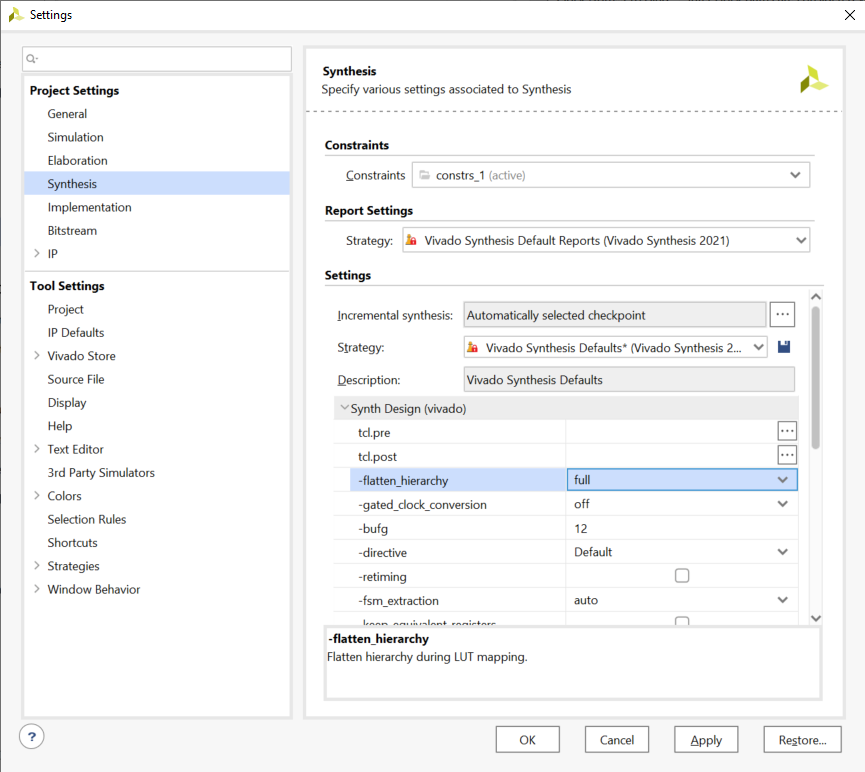 Settings
Project Settings
General
Simulation
Elaboration
Synthesis
Implementation
Bitstream
IP
Tool Settings
Project
IP Defaults
Vivado Store
Source File
Display
Help
Text Editor
3rd Party Simulators
Colors
Selection Rules
Shortcuts
Strategies
Window Behavior
Synthesis
Specify various settings associated to Synthesis
Constraints
Constraints constrs_1 (active)
Report Settings
Strategy: Vivado Synthesis Default Reports (Vivado Synthesis 2021)
Settings
Incremental synthesis: Automatically selected checkpoint ...
Strategy: Vivado Synthesis Defaults* (Vivado Synthesis 2...
Description: Vivado Synthesis Defaults
Synth Design (vivado)
tcl.pre ...
tcl.post ...
-flatten_hierarchy full
-gated_clock_conversion off
-bufg 12
-directive Default
-retiming
-fsm_extraction auto
-keep_equivalent_registers
-flatten_hierarchy
Flatten hierarchy during LUT mapping.
? OK Cancel Apply Restore...